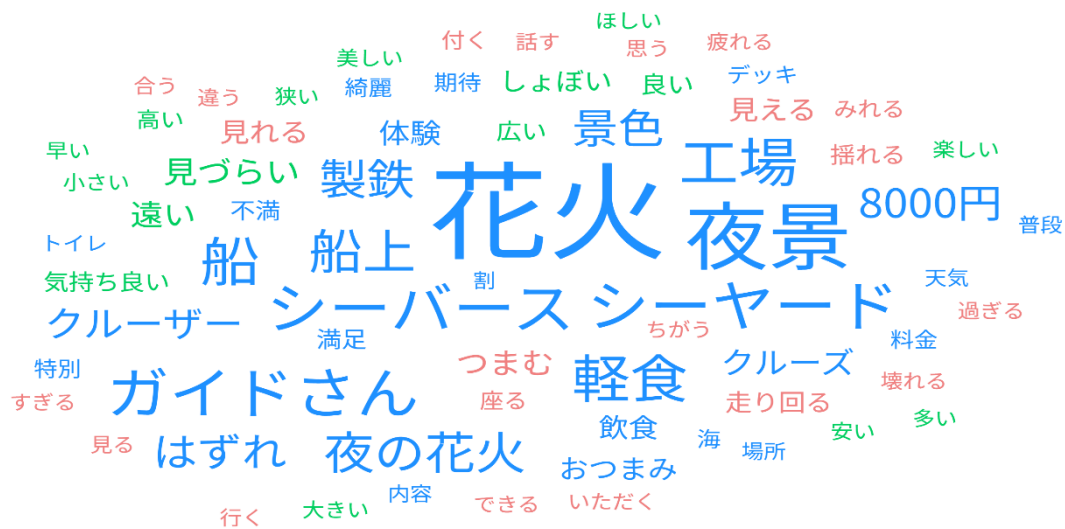 ほしい
付く 話す 思う 疲れる
美しい
合う 違う 狭い 綺麗 期待 しょぼい 良い デッキ
高い 見れる 体験 広い 景色 見える みれる
早い 小さい 見づらい 製鉄 花火 工場 揺れる 楽しい
遠い 不満 夜景 8000円 普段
トイレ 船 船上
気持ち良い 割 天気
クルーザー シーバース シーヤード 過ぎる
満足 ちがう 料金
特別 つまむ 軽食 クルーズ 壊れる
すぎる ガイドさん 座る 走り回る 多い
見る はずれ 夜の花火 飲食 海 場所 安い
おつまみ
行く 大きい 内容 できる いただく